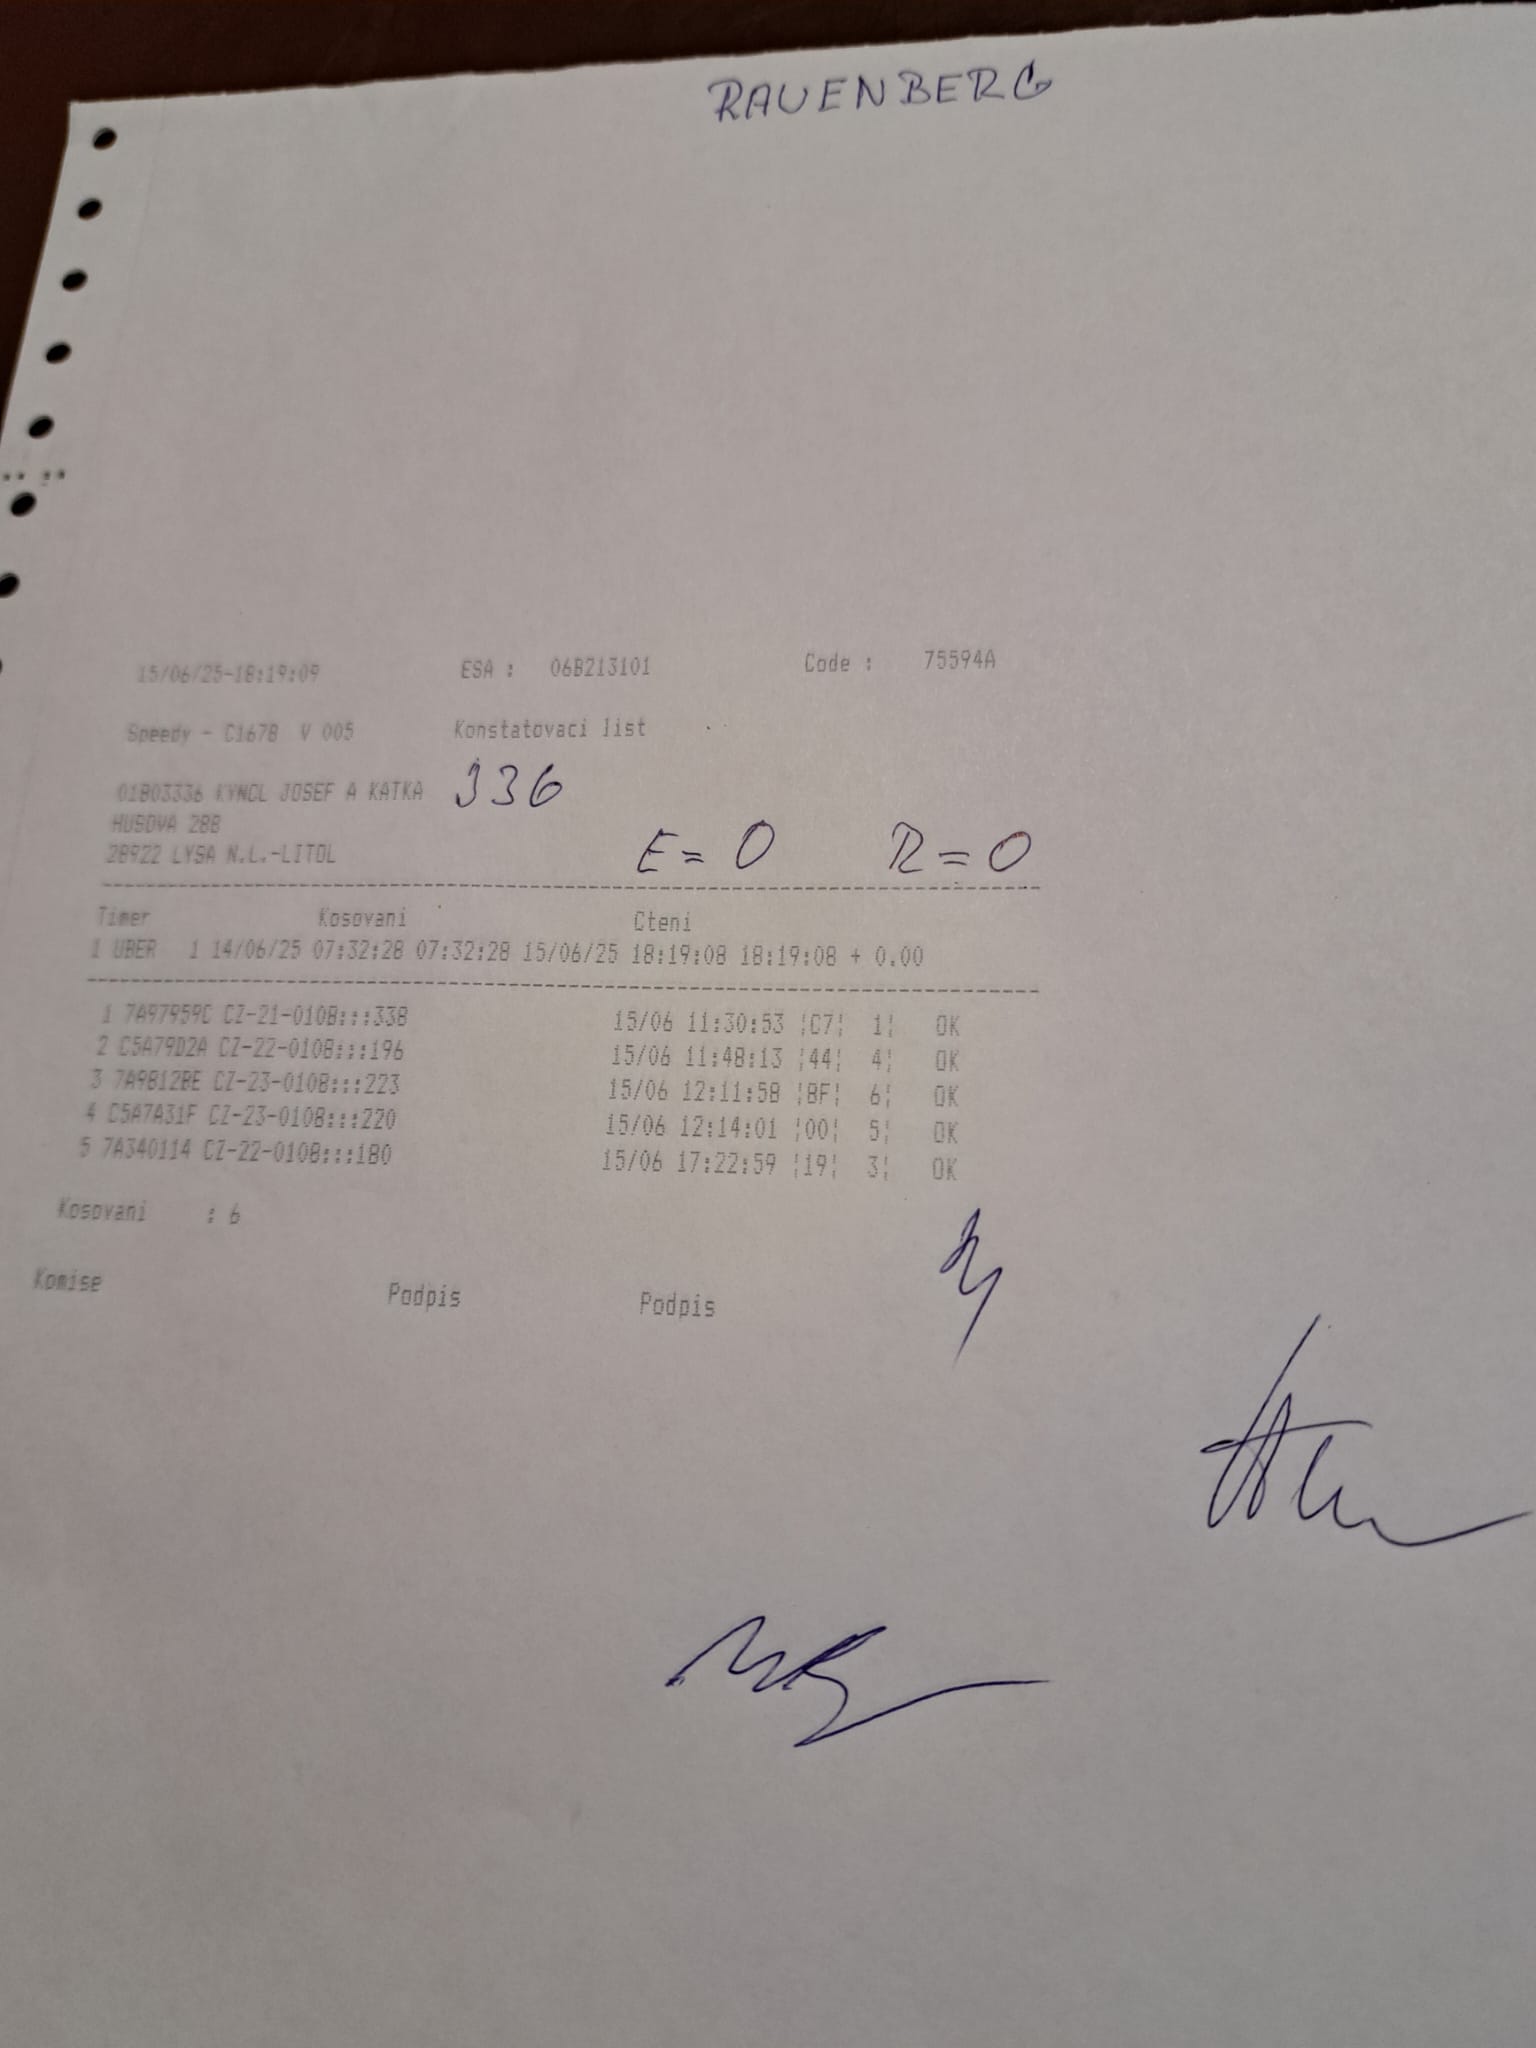 RAUENBERG
15/06/25-18:19:09 ESA : 06B213101 Code : 75594A
Speedy - C1678 V 005 Konstatovaci list
01B03336 KYNCL JOSEF A KATKA 336
HUSOVA 288
28922 LYSA N.L.-LITOL E = 0 R = 0
Timer Kosovani Cteni
1 UBER 1 14/06/25 07:32:28 07:32:28 15/06/25 18:19:08 18:19:08 + 0.00
1 7A97959C CZ-21-0108:::338 15/06 11:30:53 ¦C7¦ 1¦ OK
2 C5A79D2A CZ-22-0108:::196 15/06 11:48:13 ¦44¦ 4¦ OK
3 7A9812BE CZ-23-0108:::223 15/06 12:11:58 ¦8F¦ 6¦ OK
4 C5A7A31F CZ-23-0108:::220 15/06 12:14:01 ¦00¦ 5¦ OK
5 7A340114 CZ-22-0108:::180 15/06 17:22:59 ¦19¦ 3¦ OK
Kosovani : 6
Komise Podpis Podpis